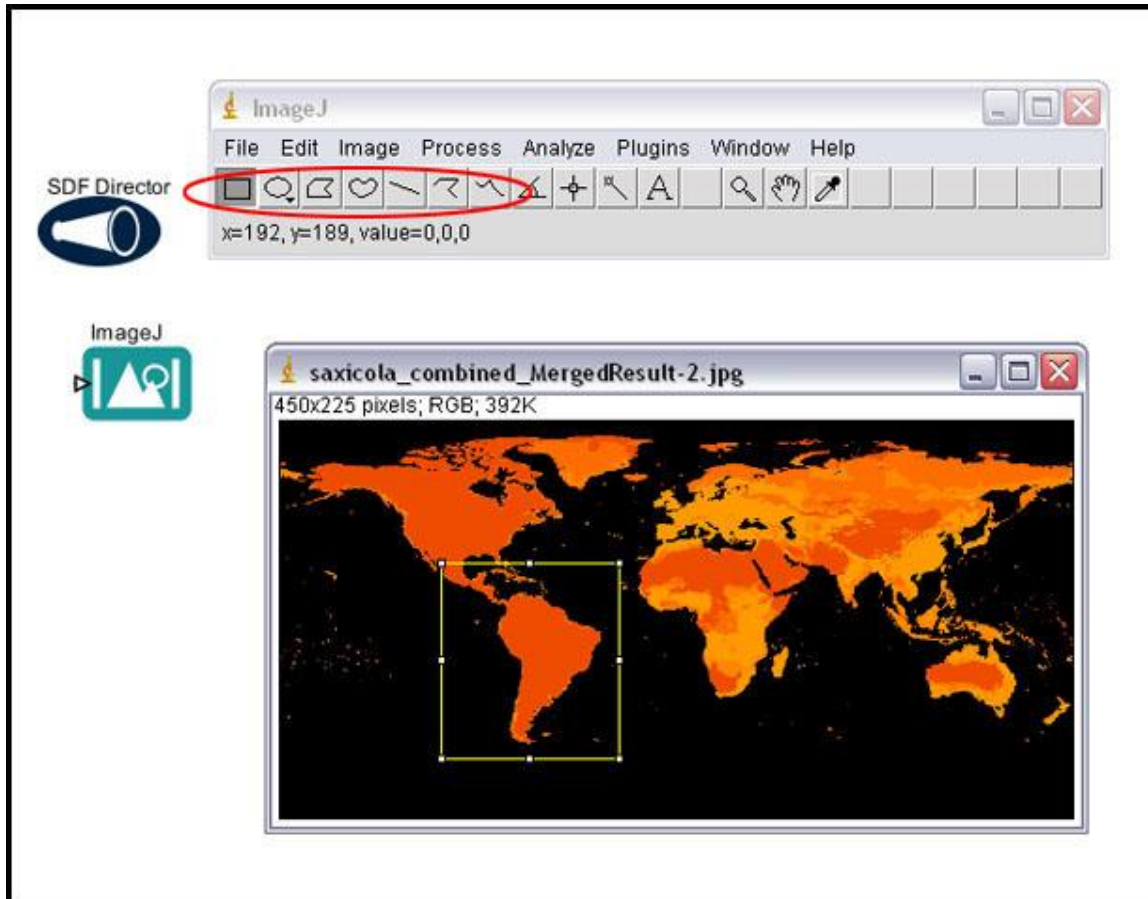 ImageJ
File Edit Image Process Analyze Plugins Window Help
SDF Director
A
x=192, y=189, value=0,0,0
ImageJ
saxicola_combined_MergedResult-2.jpg
450x225 pixels; RGB; 392K